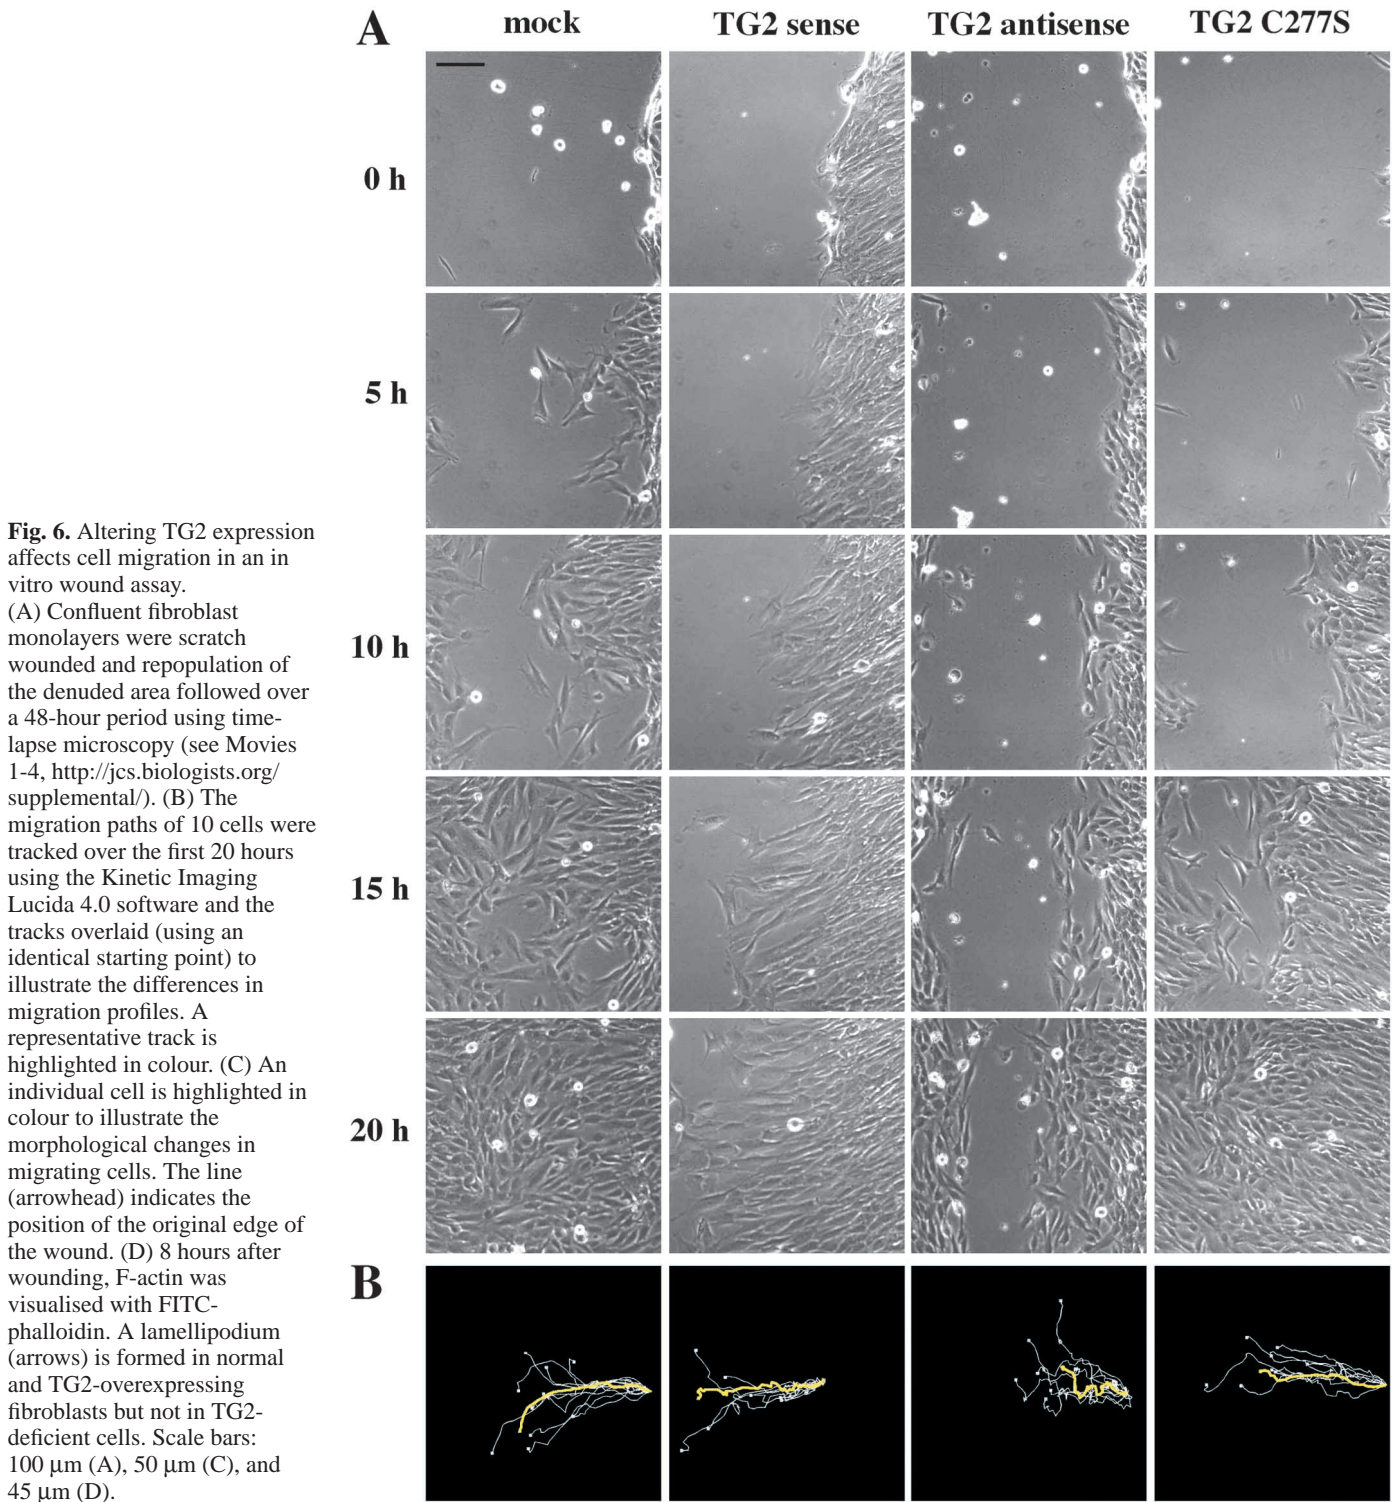 A
mock
TG2 sense
TG2 antisense
TG2 C277S
0 h
5 h
10 h
15 h
20 h
B
Fig. 6. Altering TG2 expression
affects cell migration in an in
vitro wound assay.
(A) Confluent fibroblast
monolayers were scratch
wounded and repopulation of
the denuded area followed over
a 48-hour period using time-
lapse microscopy (see Movies
1-4, http://jcs.biologists.org/
supplemental/). (B) The
migration paths of 10 cells were
tracked over the first 20 hours
using the Kinetic Imaging
Lucida 4.0 software and the
tracks overlaid (using an
identical starting point) to
illustrate the differences in
migration profiles. A
representative track is
highlighted in colour. (C) An
individual cell is highlighted in
colour to illustrate the
morphological changes in
migrating cells. The line
(arrowhead) indicates the
position of the original edge of
the wound. (D) 8 hours after
wounding, F-actin was
visualised with FITC-
phalloidin. A lamellipodium
(arrows) is formed in normal
and TG2-overexpressing
fibroblasts but not in TG2-
deficient cells. Scale bars:
100 μm (A), 50 μm (C), and
45 μm (D).